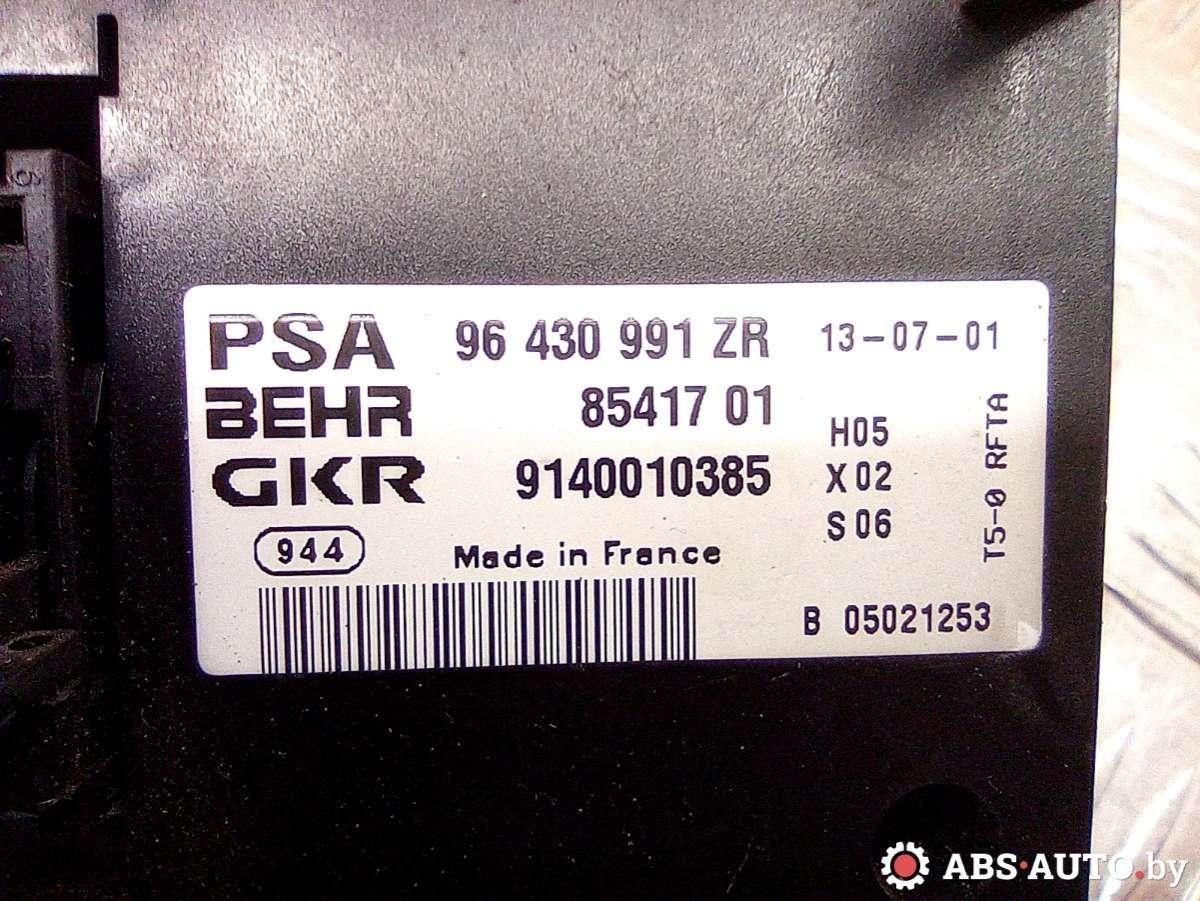 PSA 96 430 991 ZR 13-07-01
BEHR 85417 01
GKR 9140010385
H05
X02
S06
T5-0 RFTA
944 Made in France
B 05021253
6
ABS·AUTO.by